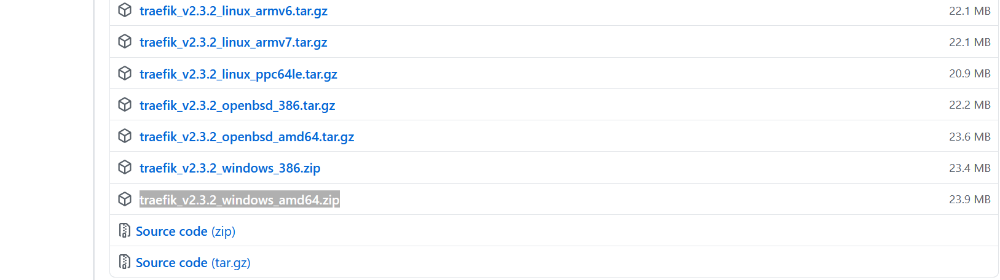 traefik_v2.3.2_linux_armv6.tar.gz 22.1 MB
traefik_v2.3.2_linux_armv7.tar.gz 22.1 MB
traefik_v2.3.2_linux_ppc64le.tar.gz 20.9 MB
traefik_v2.3.2_openbsd_386.tar.gz 22.2 MB
traefik_v2.3.2_openbsd_amd64.tar.gz 23.6 MB
traefik_v2.3.2_windows_386.zip 23.4 MB
traefik_v2.3.2_windows_amd64.zip 23.9 MB
Source code (zip)
Source code (tar.gz)